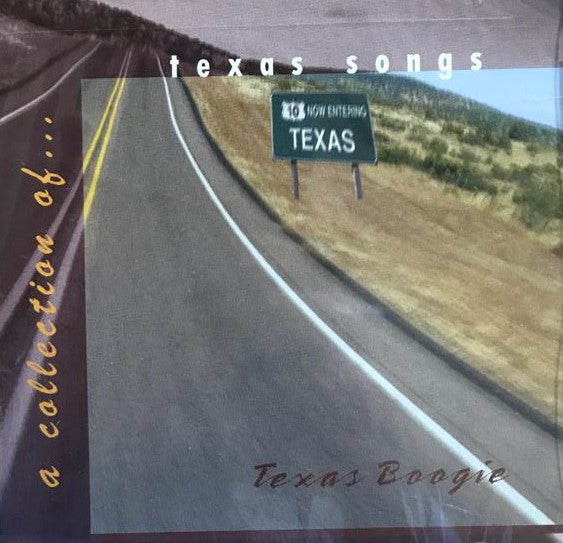 texas songs
10 NOW ENTERING
TEXAS
a collection of...
Texas Boogie